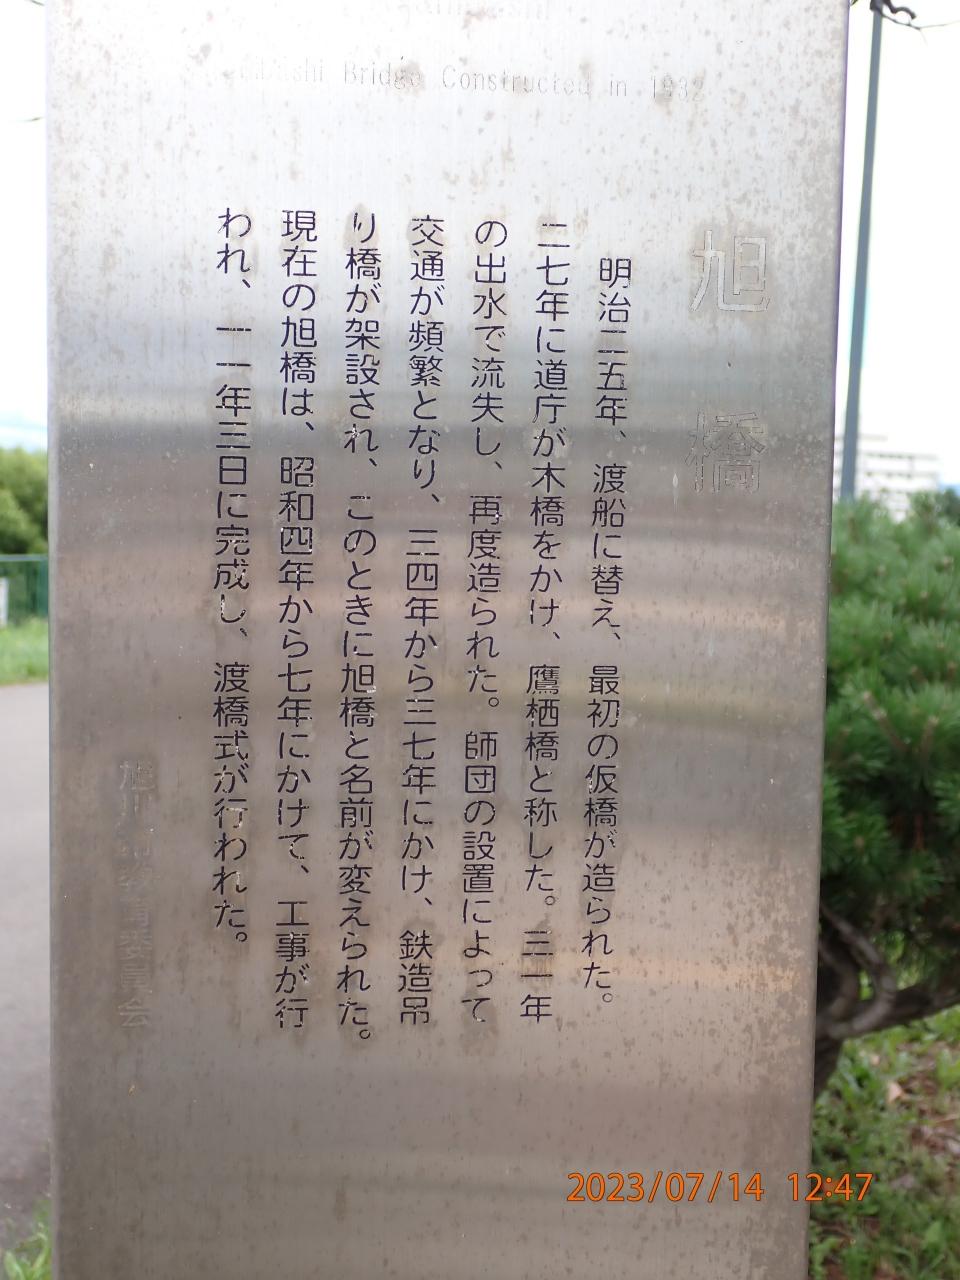 Bridge Constructed in 1932
旭橋
明治二五年、渡船に替え、最初の仮橋が造られた。
二七年に道庁が木橋をかけ、鷹栖橋と称した。三一年
の出水で流失し、再度造られた。師団の設置によって
交通が頻繁となり、三四年から三七年にかけ、鉄造吊
り橋が架設され、このときに旭橋と名前が変えられた。
現在の旭橋は、昭和四年から七年にかけて、工事が行
われ、一一年三日に完成し、渡橋式が行われた。
旭川市教育委員会
2023/07/14 12:47